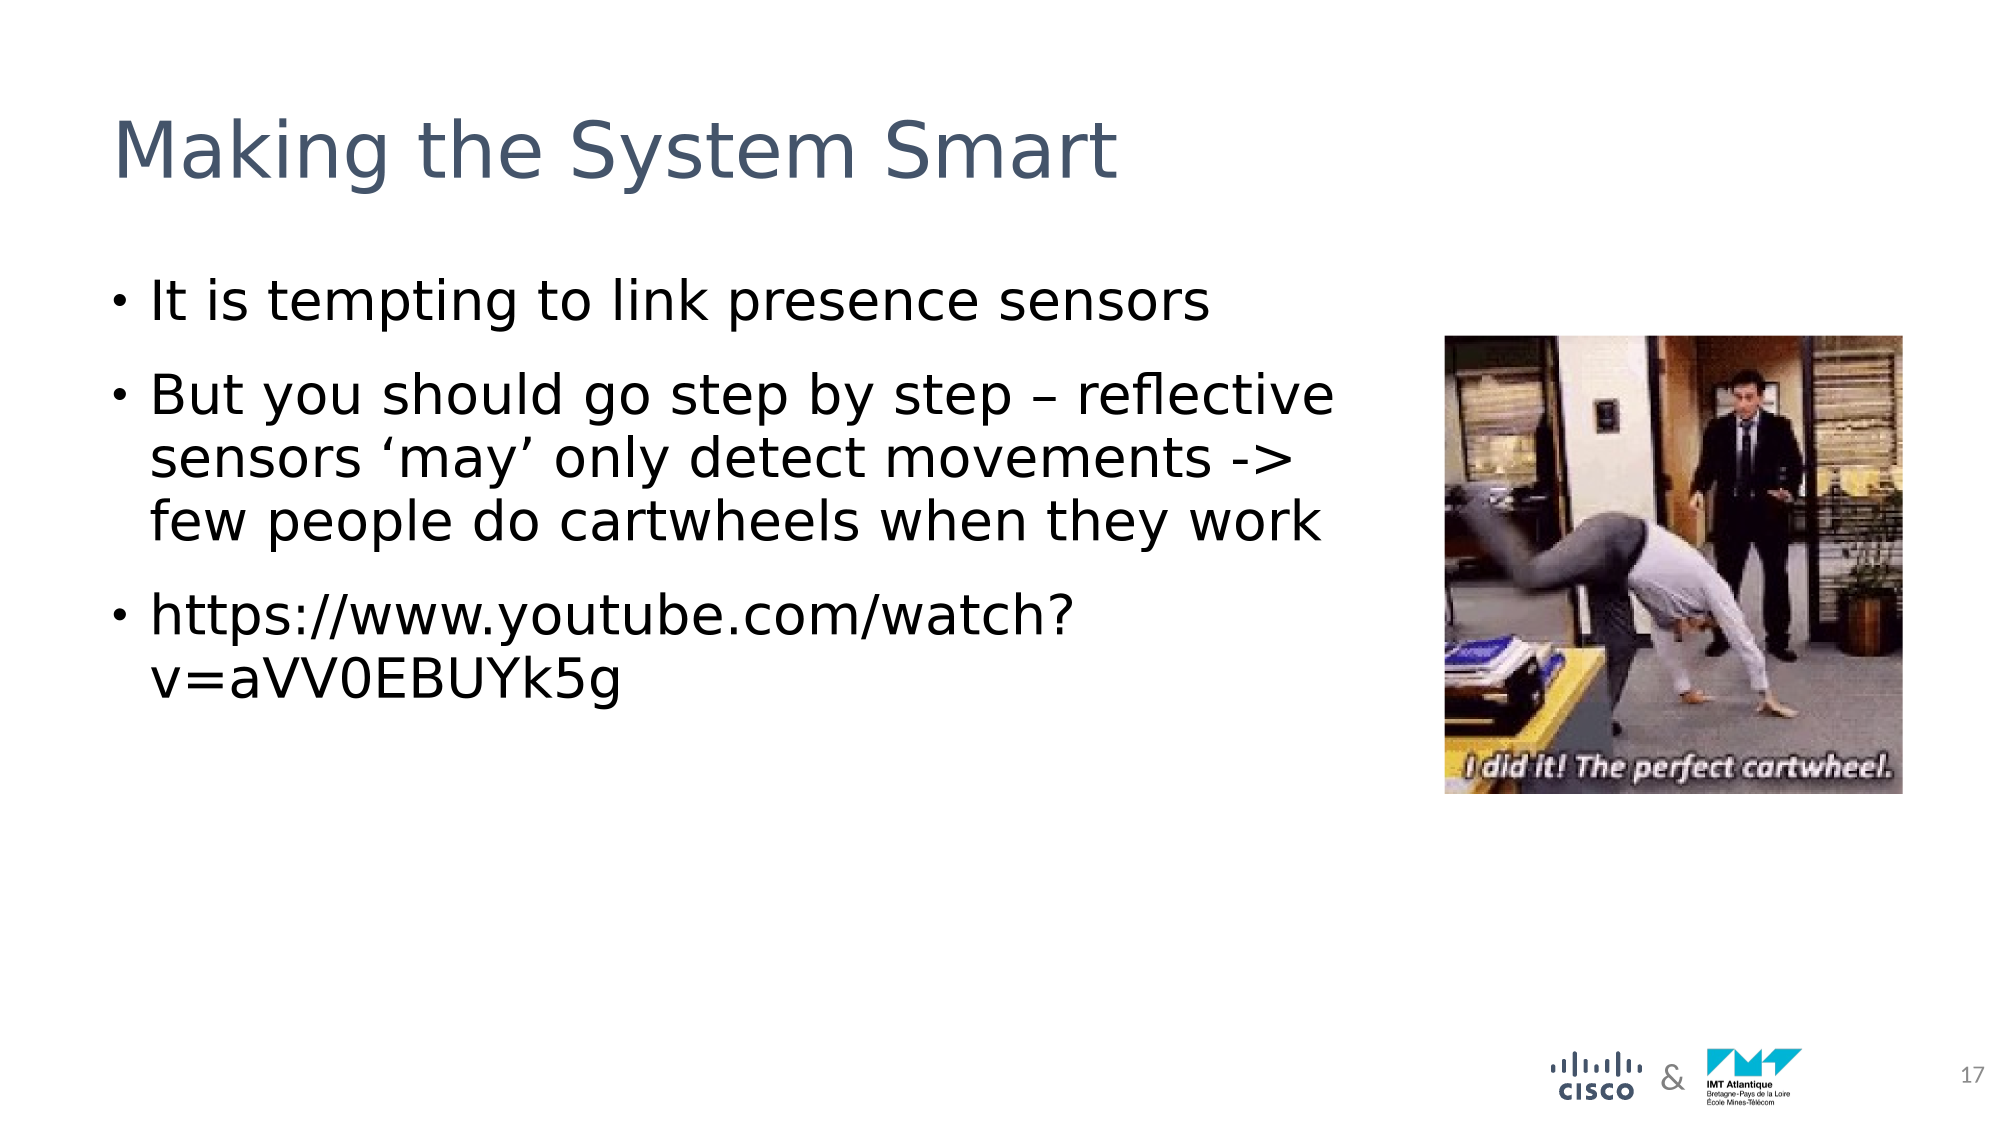 Making the System Smart
• It is tempting to link presence sensors
• But you should go step by step – reflective
sensors ‘may’ only detect movements ->
few people do cartwheels when they work
• https://www.youtube.com/watch?
v=aVV0EBUYk5g
I did it! The perfect cartwheel.
CISCO & IMT Atlantique
Bretagne-Pays de la Loire
École Mines-Télécom
17